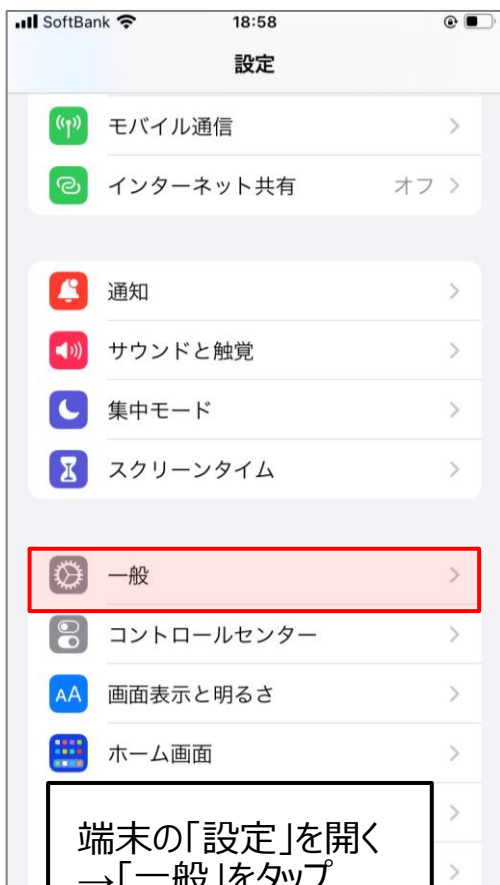 SoftBank 18:58
設定
モバイル通信
インターネット共有 オフ
通知
サウンドと触覚
集中モード
スクリーンタイム
一般
コントロールセンター
AA 画面表示と明るさ
ホーム画面
端末の「設定」を開く
→「一般」をタップ